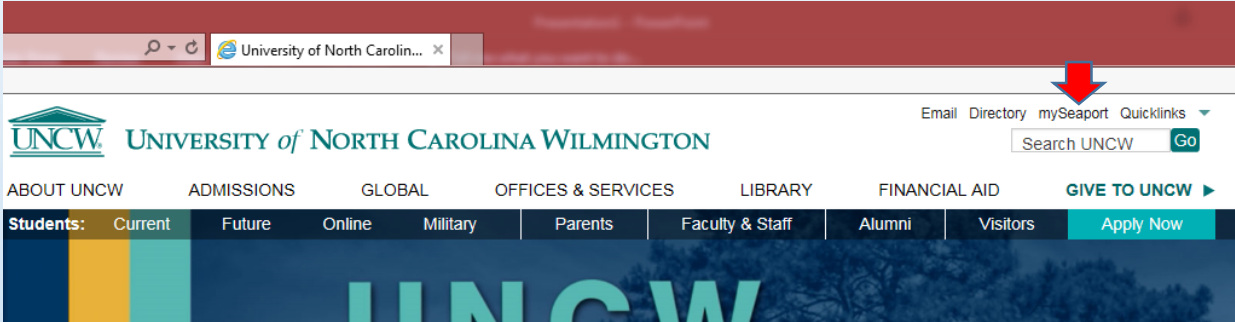 University of North Carolin... ×
Email Directory mySeaport Quicklinks
UNCW. UNIVERSITY of NORTH CAROLINA WILMINGTON
Search UNCW Go
ABOUT UNCW ADMISSIONS GLOBAL OFFICES & SERVICES LIBRARY FINANCIAL AID GIVE TO UNCW
Students: Current Future Online Military Parents Faculty & Staff Alumni Visitors Apply Now
UNCW